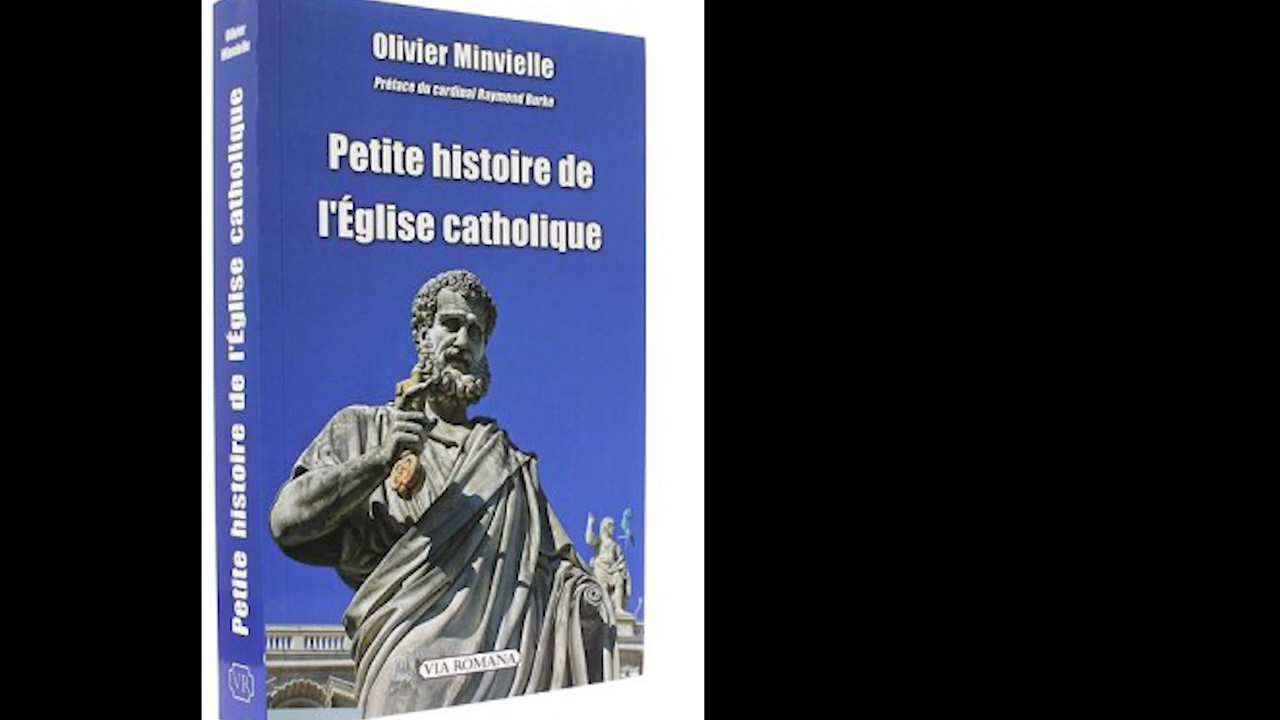 Olivier
Minvielle
Petite histoire de l'Église catholique
VR
Olivier Minvielle
Préface du cardinal Raymond Burke
Petite histoire de
l'Église catholique
VIA ROMANA